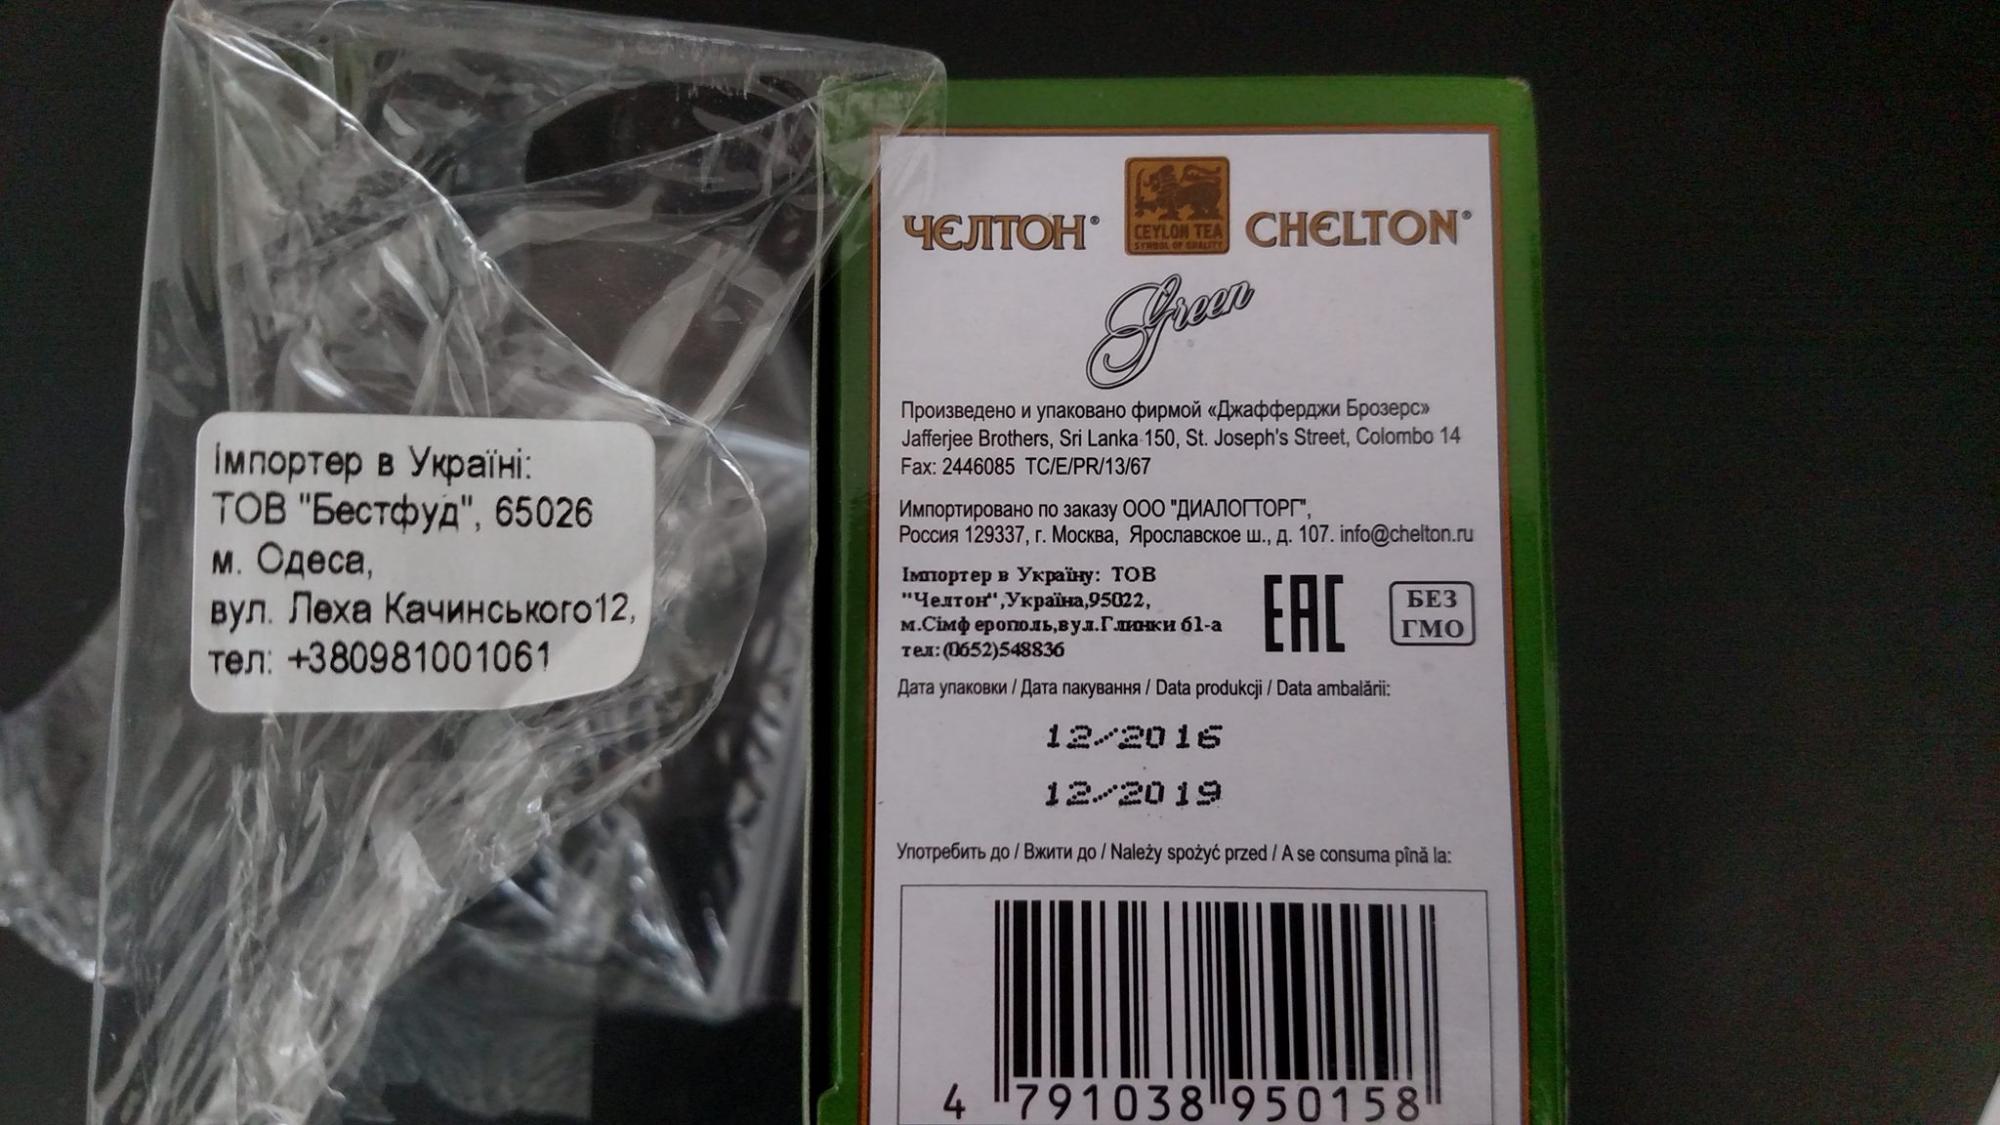 Імпортер в Україні:
ТОВ "Бестфуд", 65026
м. Одеса,
вул. Леха Качинського12,
тел: +380981001061
ЧЕЛТОН®
CEYLON TEA
SYMBOL OF QUALITY
CHELTON®
Green
Произведено и упаковано фирмой «Джафферджи Брозерс»
Jafferjee Brothers, Sri Lanka 150, St. Joseph's Street, Colombo 14
Fax: 2446085 TC/E/PR/13/67
Импортировано по заказу ООО "ДИАЛОГТОРГ",
Россия 129337, г. Москва, Ярославское ш., д. 107. info@chelton.ru
Імпортер в Україну: ТОВ
"Челтон",Україна,95022,
м.Сімферополь,вул.Глинки 61-а
тел:(0652)548836
EAC
БЕЗ
ГМО
Дата упаковки / Дата пакування / Data produkcji / Data ambalării:
12/2016
12/2019
Употребить до / Вжити до / Należy spożyć przed / A se consuma pînă la:
4 791038 950158